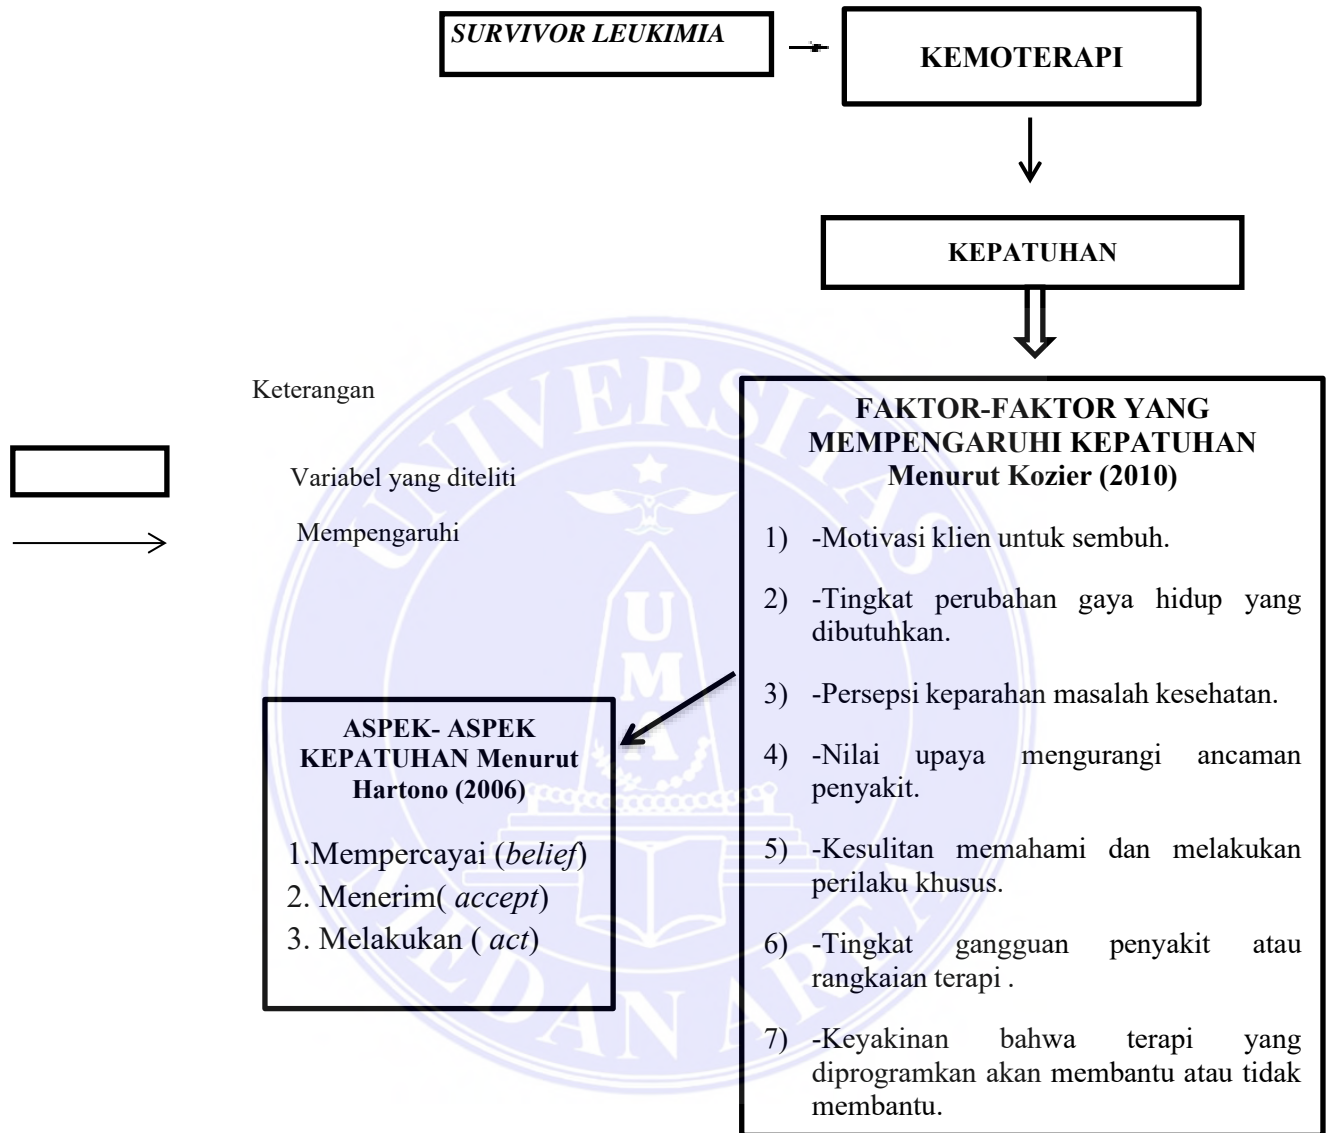 SURVIVOR LEUKIMIA
KEMOTERAPI
KEPATUHAN
Keterangan
Variabel yang diteliti
Mempengaruhi
FAKTOR-FAKTOR YANG
MEMPENGARUHI KEPATUHAN
Menurut Kozier (2010)
1) -Motivasi klien untuk sembuh.
2) -Tingkat perubahan gaya hidup yang
dibutuhkan.
3) -Persepsi keparahan masalah kesehatan.
4) -Nilai upaya mengurangi ancaman
penyakit.
5) -Kesulitan memahami dan melakukan
perilaku khusus.
6) -Tingkat gangguan penyakit atau
rangkaian terapi .
7) -Keyakinan bahwa terapi yang
diprogramkan akan membantu atau tidak
membantu.
ASPEK- ASPEK
KEPATUHAN Menurut
Hartono (2006)
1.Mempercayai (belief)
2. Menerim( accept)
3. Melakukan ( act)
UNIVERSITAS
UMA
MEDAN AREA